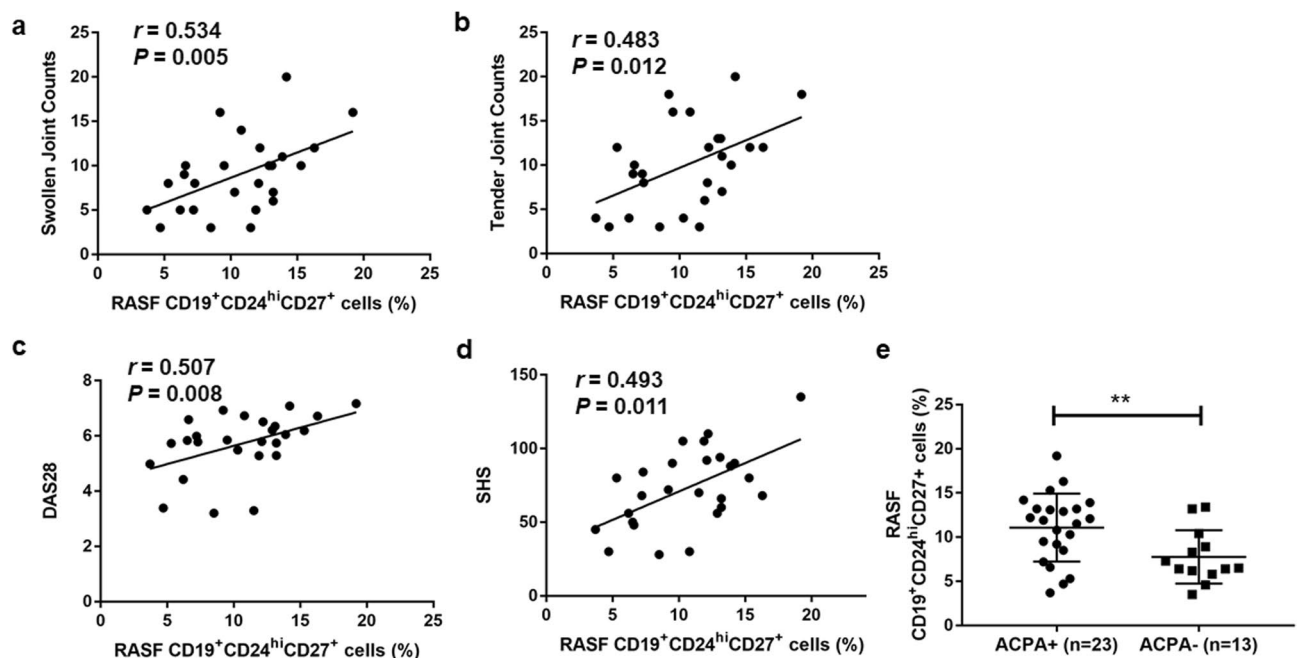 a
r = 0.534
P = 0.005
Swollen Joint Counts
25
20
15
10
5
0
0 5 10 15 20 25
RASF CD19+CD24hiCD27+ cells (%)
b
r = 0.483
P = 0.012
Tender Joint Counts
25
20
15
10
5
0
0 5 10 15 20 25
RASF CD19+CD24hiCD27+ cells (%)
c
r = 0.507
P = 0.008
DAS28
8
6
4
2
0
0 5 10 15 20 25
RASF CD19+CD24hiCD27+ cells (%)
d
r = 0.493
P = 0.011
SHS
150
100
50
0
0 5 10 15 20
RASF CD19+CD24hiCD27+ cells (%)
e
RASF
CD19+CD24hiCD27+ cells (%)
25
20
15
10
5
0
**
ACPA+ (n=23) ACPA- (n=13)